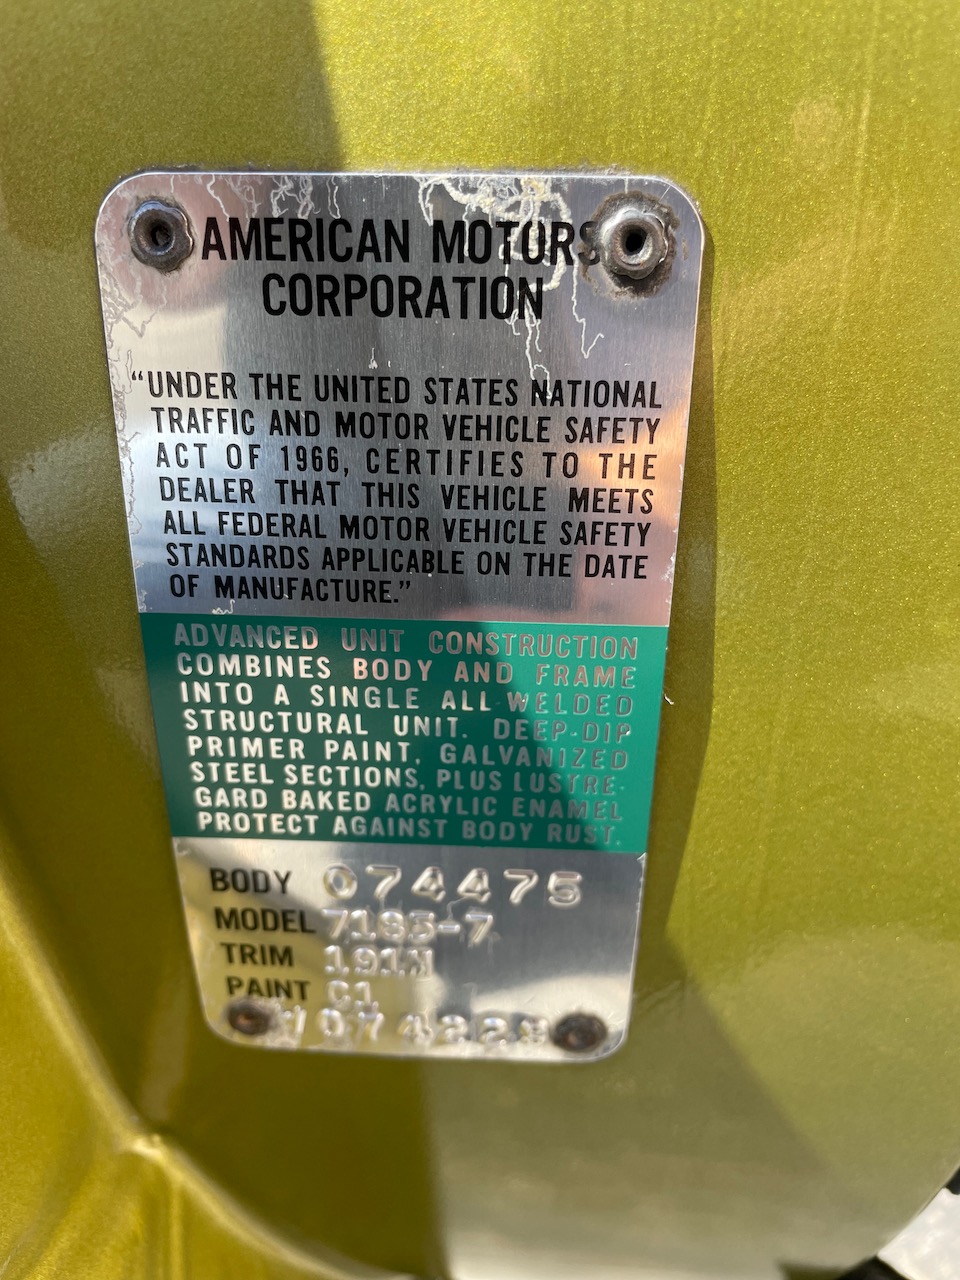 AMERICAN MOTORS
CORPORATION
“UNDER THE UNITED STATES NATIONAL
TRAFFIC AND MOTOR VEHICLE SAFETY
ACT OF 1966, CERTIFIES TO THE
DEALER THAT THIS VEHICLE MEETS
ALL FEDERAL MOTOR VEHICLE SAFETY
STANDARDS APPLICABLE ON THE DATE
OF MANUFACTURE.”
ADVANCED UNIT CONSTRUCTION
COMBINES BODY AND FRAME
INTO A SINGLE ALL WELDED
STRUCTURAL UNIT. DEEP-DIP
PRIMER PAINT, GALVANIZED
STEEL SECTIONS, PLUS LUSTRE-
GARD BAKED ACRYLIC ENAMEL
PROTECT AGAINST BODY RUST.
BODY 074475
MODEL 7185-7
TRIM 191N
PAINT C1